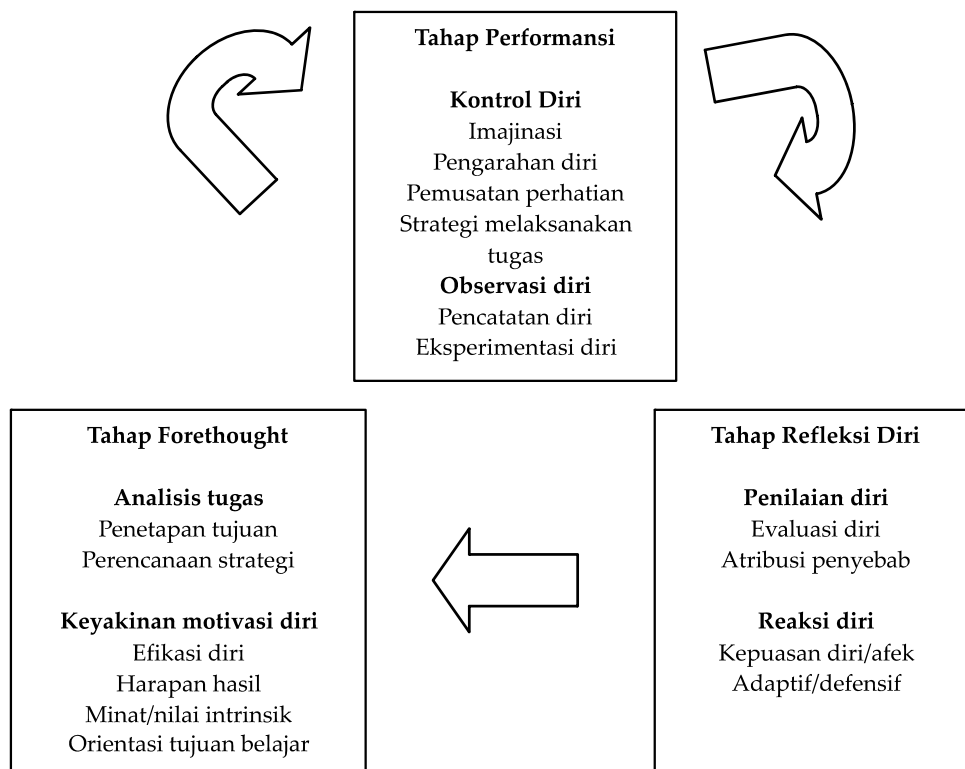 Tahap Performansi
Kontrol Diri
Imajinasi
Pengarahan diri
Pemusatan perhatian
Strategi melaksanakan
tugas
Observasi diri
Pencatatan diri
Eksperimentasi diri
Tahap Forethought
Analisis tugas
Penetapan tujuan
Perencanaan strategi
Keyakinan motivasi diri
Efikasi diri
Harapan hasil
Minat/nilai intrinsik
Orientasi tujuan belajar
Tahap Refleksi Diri
Penilaian diri
Evaluasi diri
Atribusi penyebab
Reaksi diri
Kepuasan diri/afek
Adaptif/defensif